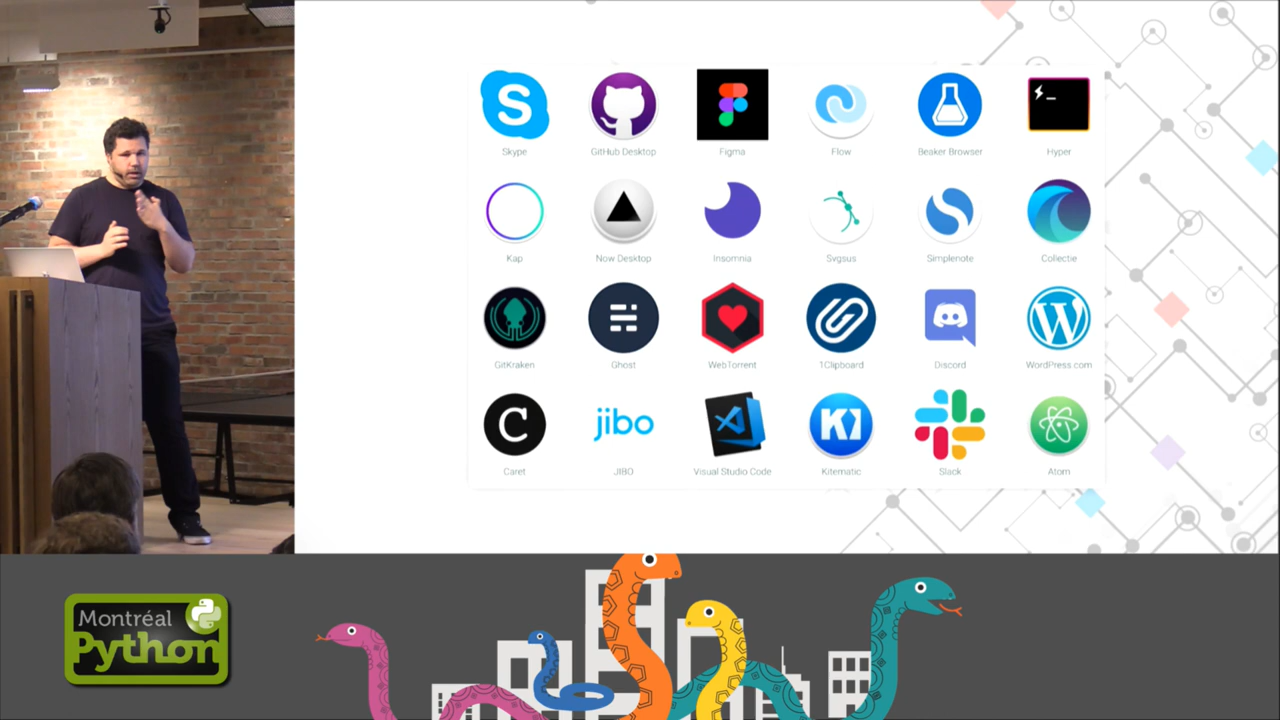 Skype
GitHub Desktop
Figma
Flow
Beaker Browser
Hyper
Kap
Now Desktop
Insomnia
Svgsus
Simplenote
Collectie
GitKraken
Ghost
WebTorrent
1Clipboard
Discord
WordPress.com
jibo
Caret
JIBO
Visual Studio Code
Kitematic
Slack
Atom
Montréal
Python